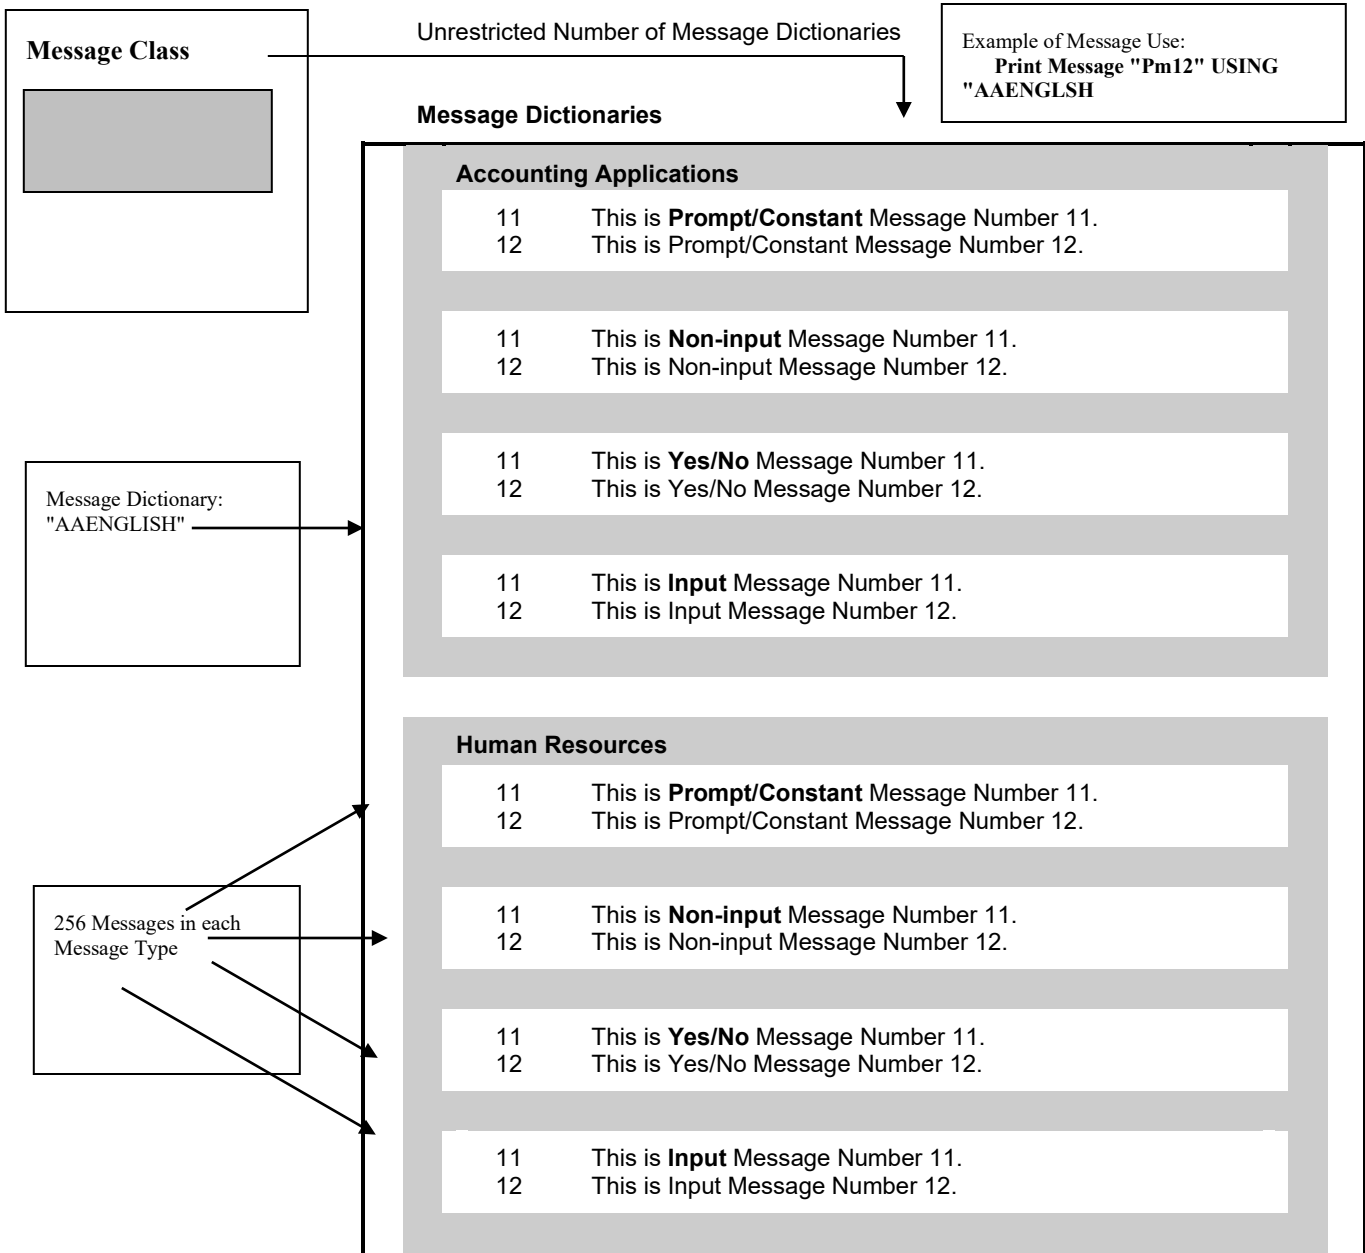 Message Class
Unrestricted Number of Message Dictionaries
Example of Message Use:
Print Message "Pm12" USING
"AAENGLSH
Message Dictionaries
Accounting Applications
11 This is Prompt/Constant Message Number 11.
12 This is Prompt/Constant Message Number 12.
11 This is Non-input Message Number 11.
12 This is Non-input Message Number 12.
11 This is Yes/No Message Number 11.
12 This is Yes/No Message Number 12.
Message Dictionary:
"AAENGLISH"
11 This is Input Message Number 11.
12 This is Input Message Number 12.
Human Resources
11 This is Prompt/Constant Message Number 11.
12 This is Prompt/Constant Message Number 12.
256 Messages in each
Message Type
11 This is Non-input Message Number 11.
12 This is Non-input Message Number 12.
11 This is Yes/No Message Number 11.
12 This is Yes/No Message Number 12.
11 This is Input Message Number 11.
12 This is Input Message Number 12.